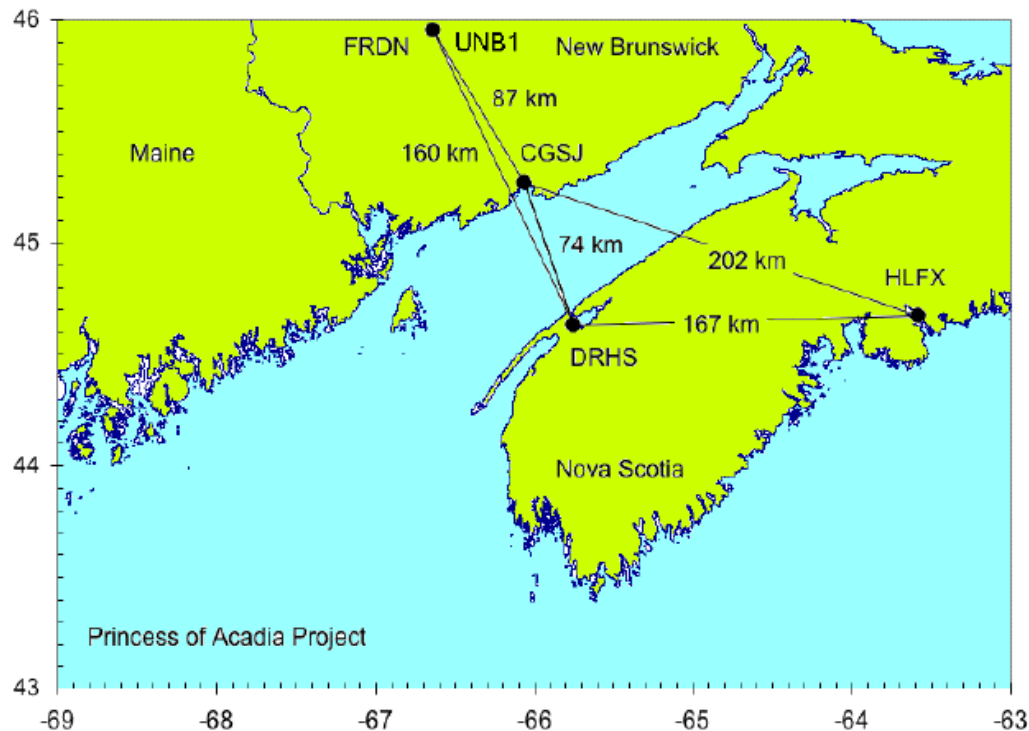 46
FRDN
UNB1
New Brunswick
87 km
Maine
160 km
CGSJ
45
74 km
202 km
HLFX
167 km
DRHS
44
Nova Scotia
Princess of Acadia Project
43
-69
-68
-67
-66
-65
-64
-63